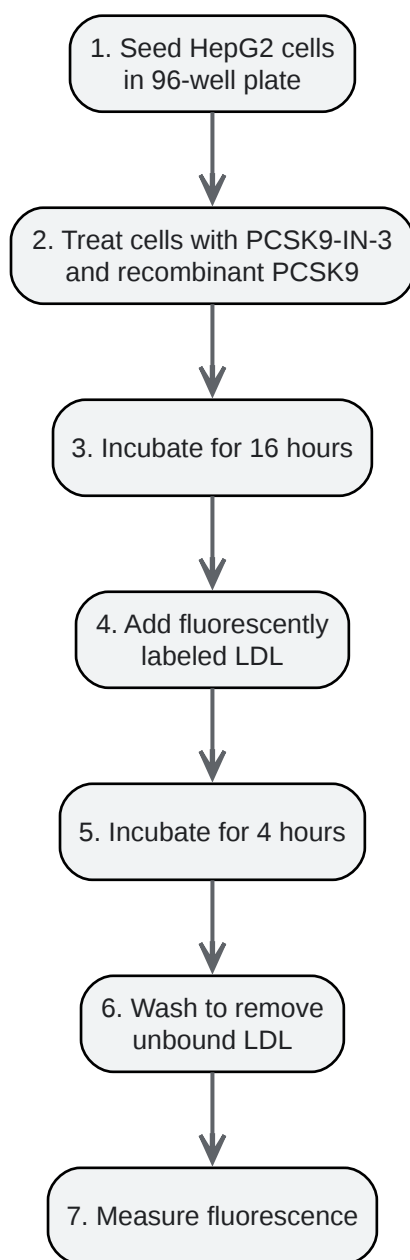 1. Seed HepG2 cells
in 96-well plate
2. Treat cells with PCSK9-IN-3
and recombinant PCSK9
3. Incubate for 16 hours
4. Add fluorescently
labeled LDL
5. Incubate for 4 hours
6. Wash to remove
unbound LDL
7. Measure fluorescence